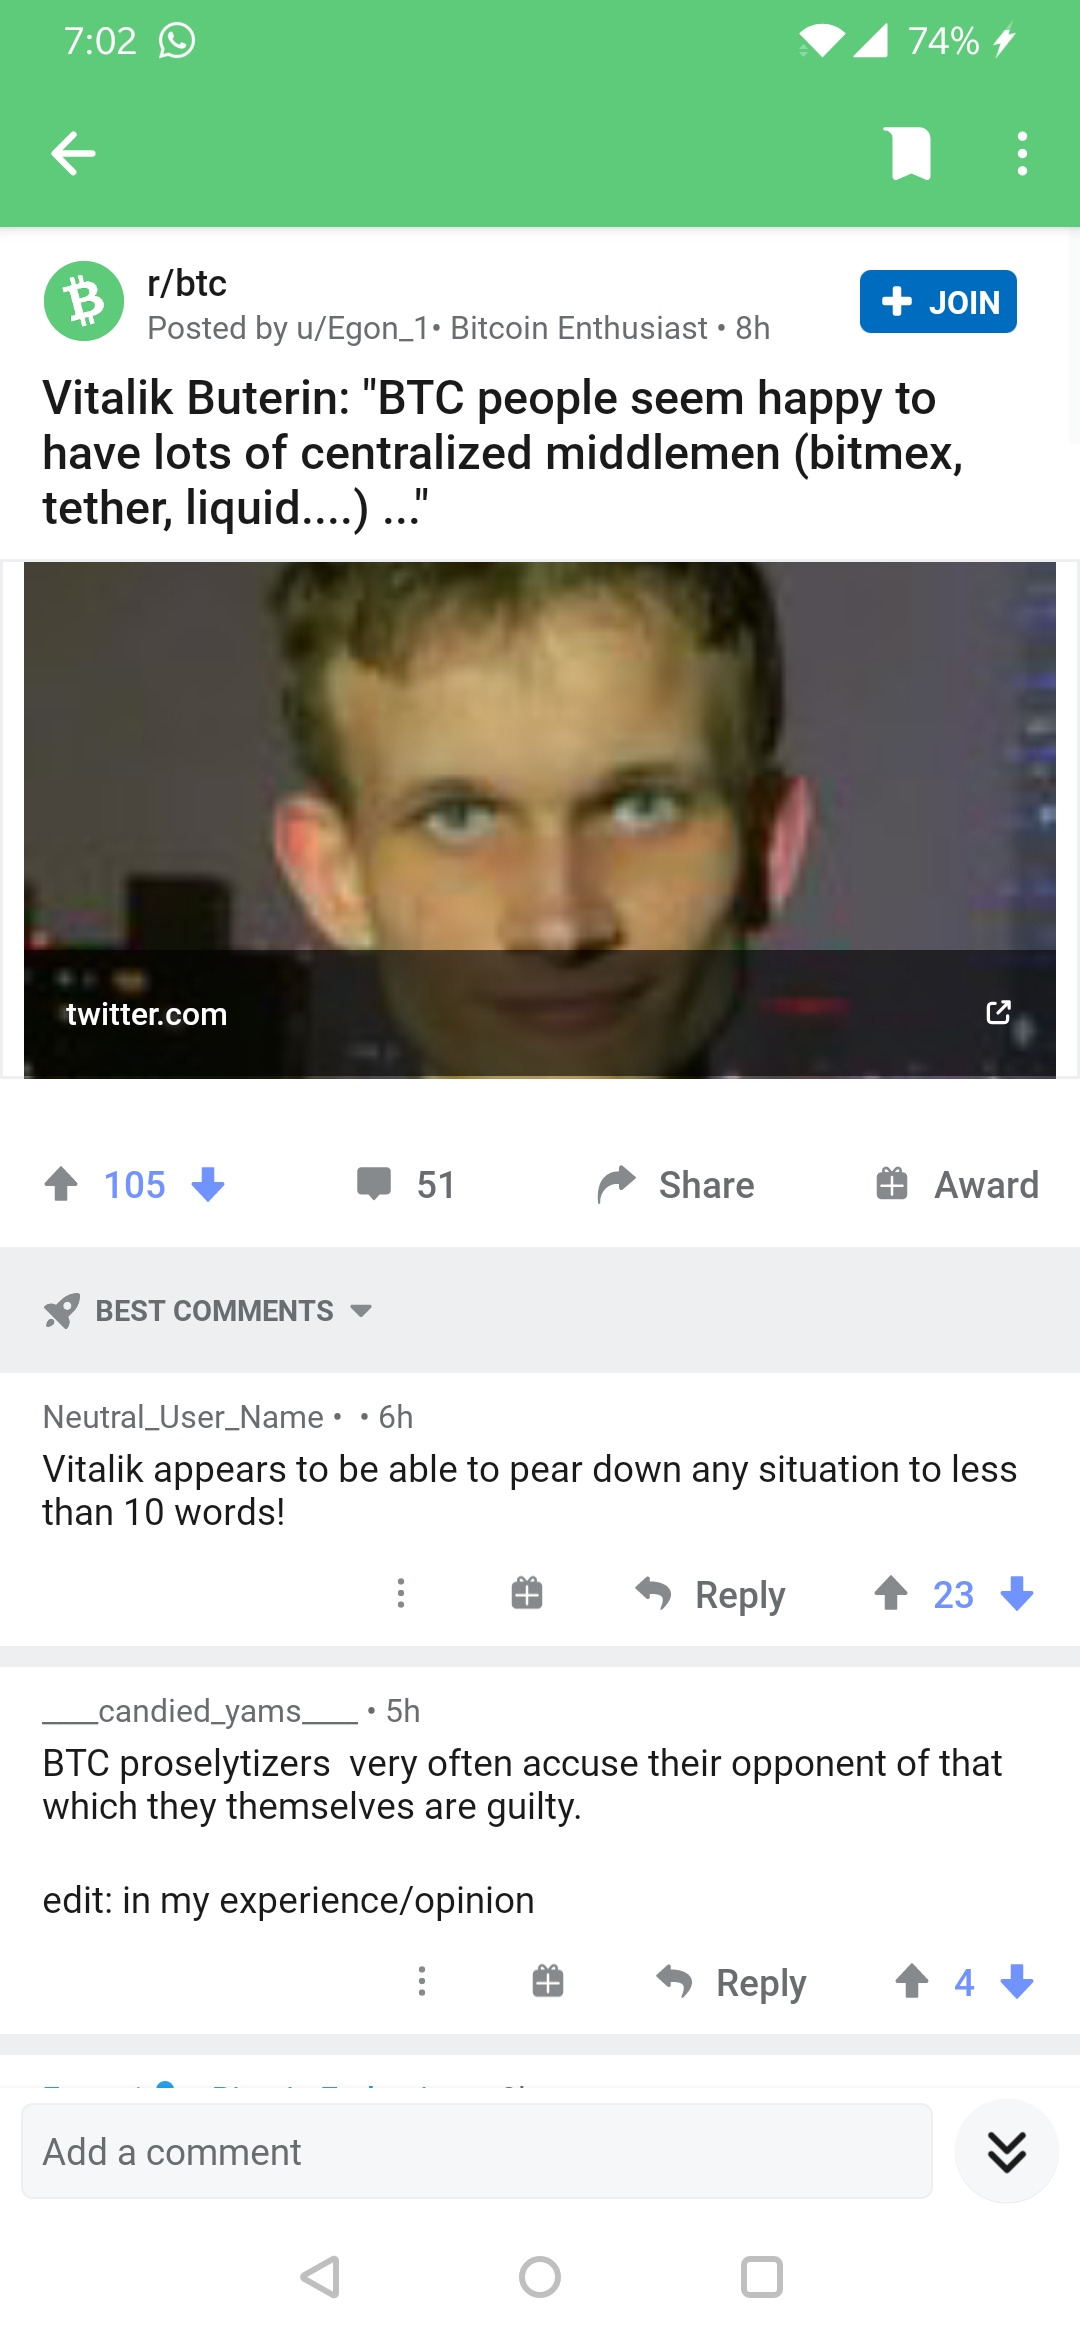 7:02
74%
r/btc
Posted by u/Egon_1• Bitcoin Enthusiast • 8h
JOIN
Vitalik Buterin: "BTC people seem happy to
have lots of centralized middlemen (bitmex,
tether, liquid....) ..."
twitter.com
105
51
Share
Award
BEST COMMENTS
Neutral_User_Name • • 6h
Vitalik appears to be able to pear down any situation to less
than 10 words!
Reply
23
____candied_yams____ • 5h
BTC proselytizers  very often accuse their opponent of that
which they themselves are guilty.
edit: in my experience/opinion
Reply
4
Add a comment